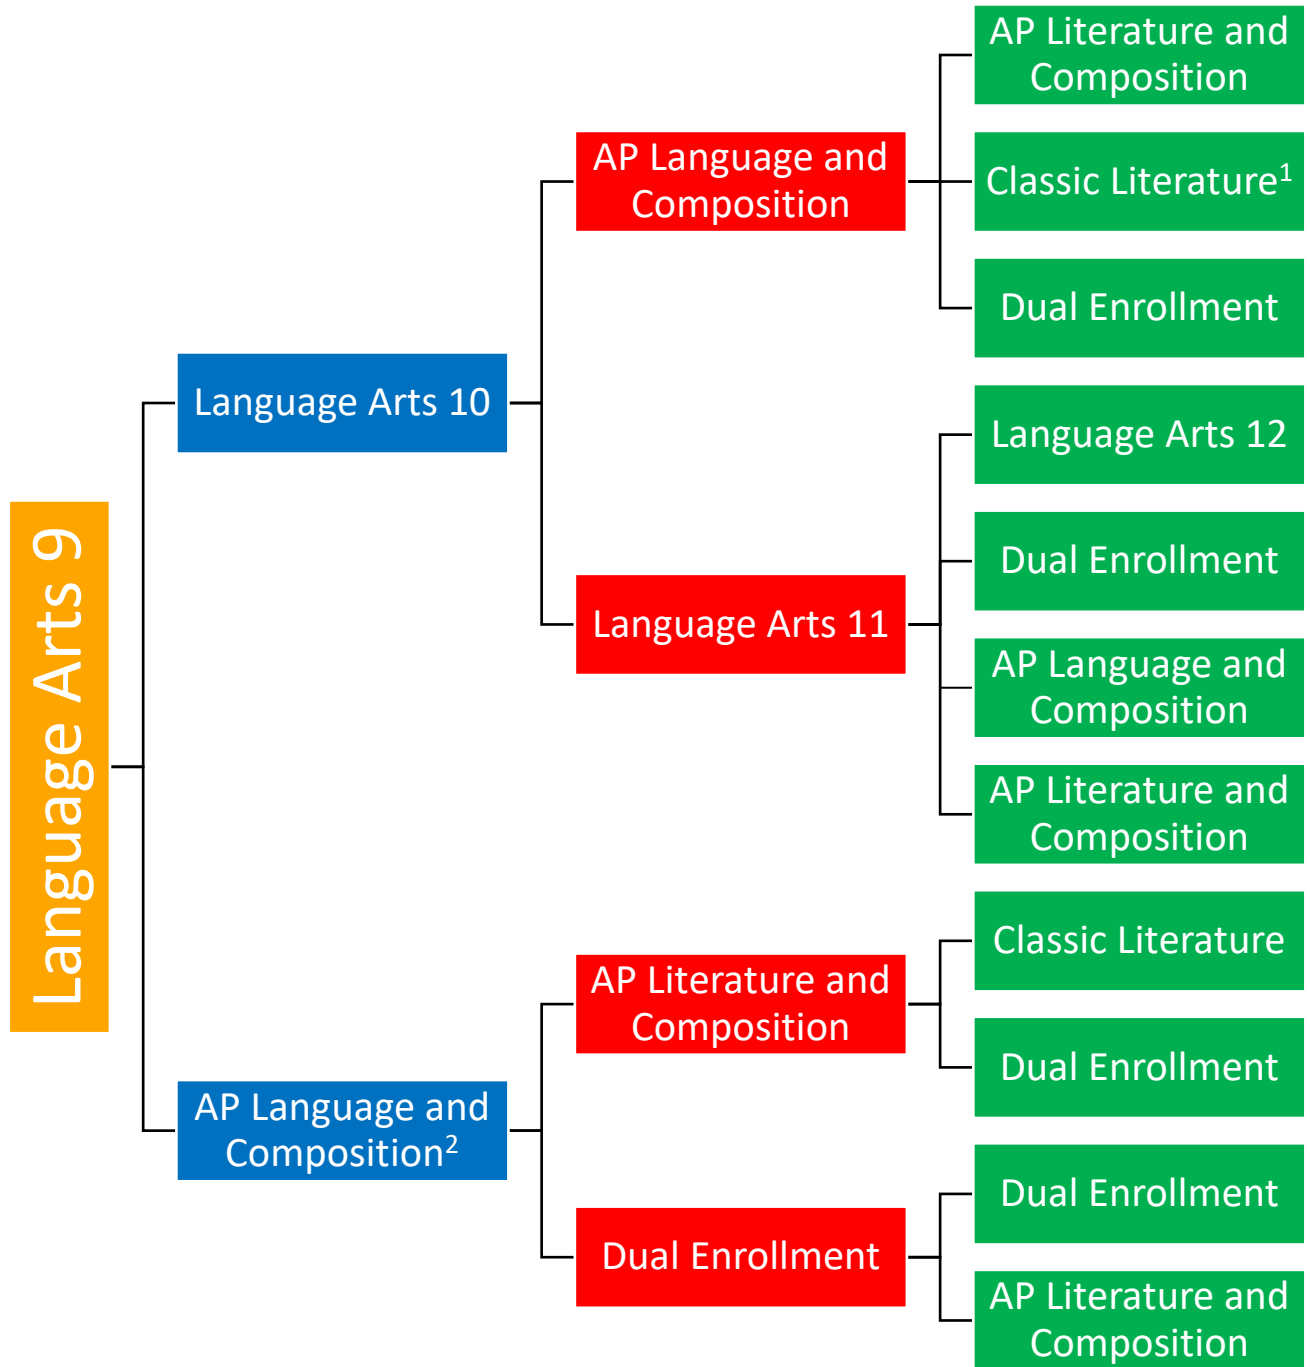 Language Arts 9
Language Arts 10
AP Language and
Composition²
AP Language and
Composition
Language Arts 11
AP Literature and
Composition
Dual Enrollment
AP Literature and
Composition
Classic Literature¹
Dual Enrollment
Language Arts 12
Dual Enrollment
AP Language and
Composition
AP Literature and
Composition
Classic Literature
Dual Enrollment
Dual Enrollment
AP Literature and
Composition